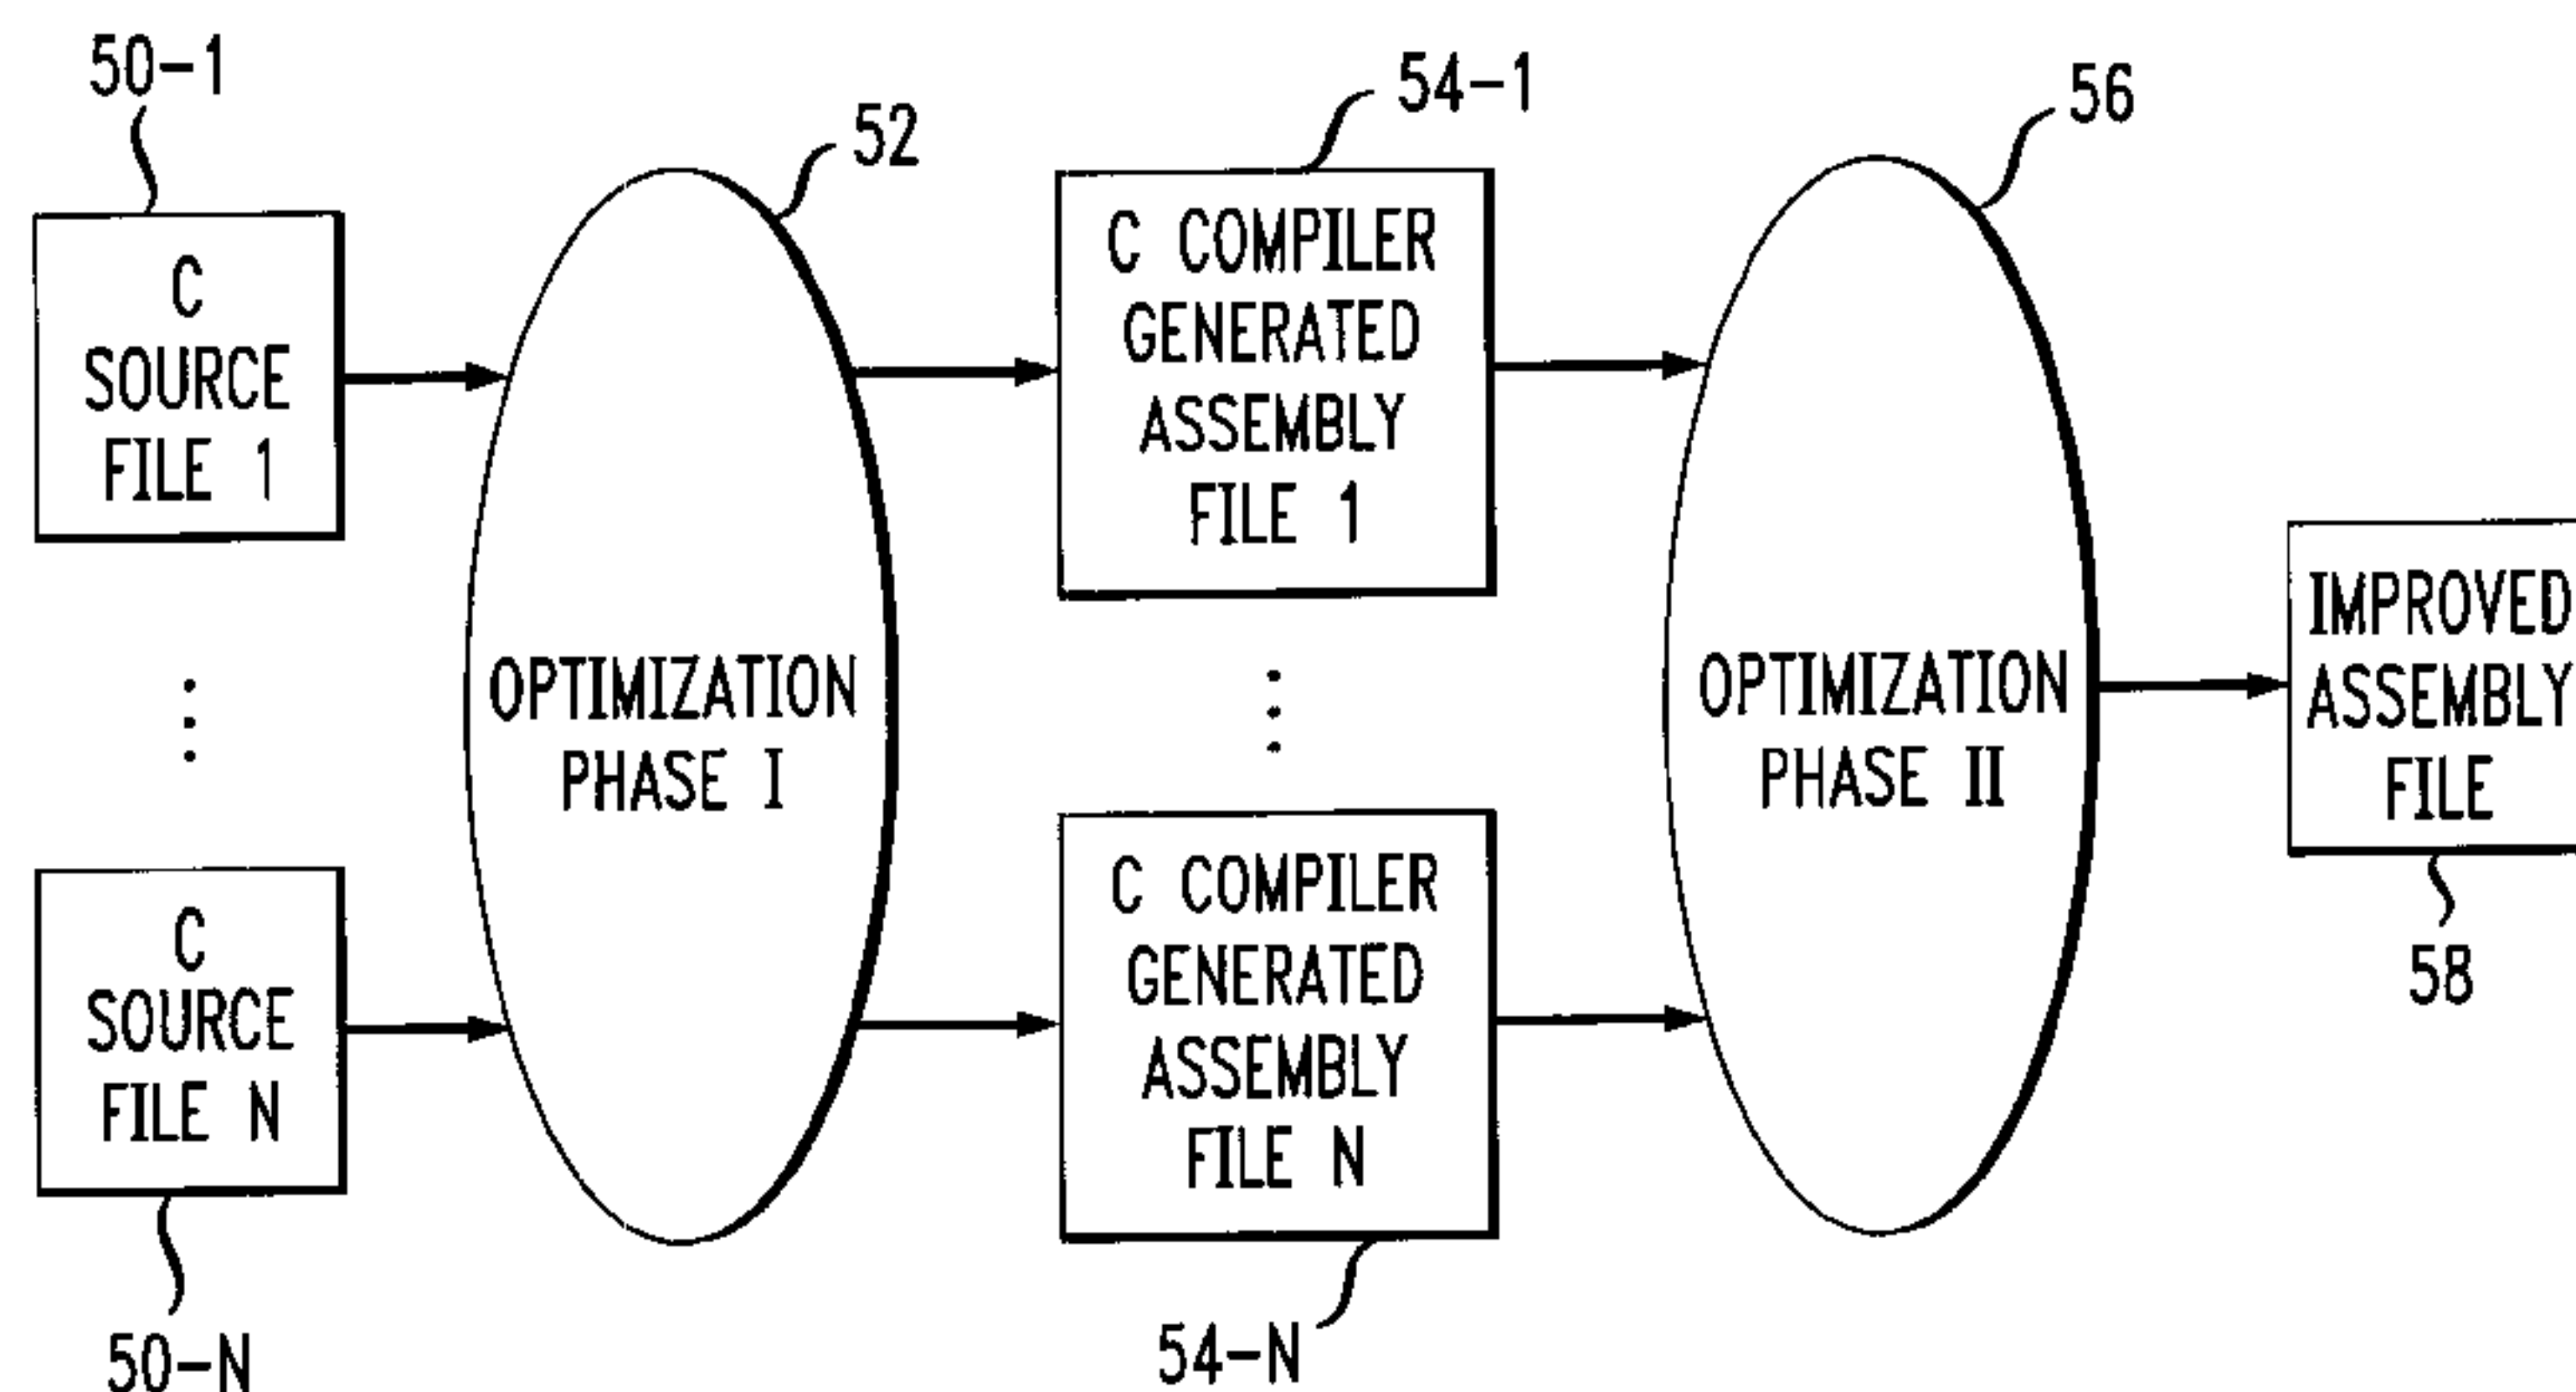 50-1
C
SOURCE
FILE 1
C
SOURCE
FILE N
50-N
52
OPTIMIZATION
PHASE I
54-1
C COMPILER
GENERATED
ASSEMBLY
FILE 1
C COMPILER
GENERATED
ASSEMBLY
FILE N
54-N
56
OPTIMIZATION
PHASE II
IMPROVED
ASSEMBLY
FILE
58